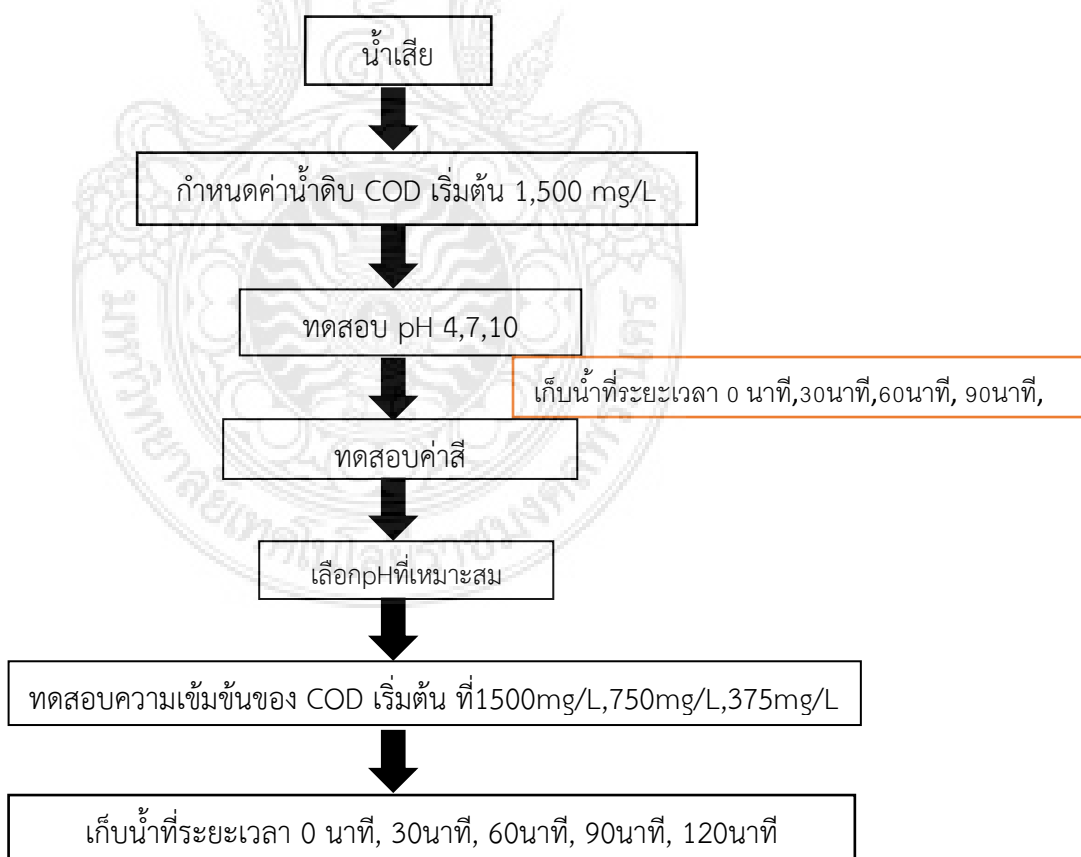 น้ำเสีย
กำหนดค่าน้ำดิบ COD เริ่มต้น 1,500 mg/L
ทดสอบ pH 4,7,10
เก็บน้ำที่ระยะเวลา 0 นาที,30นาที,60นาที, 90นาที,
ทดสอบค่าสี
เลือกpHที่เหมาะสม
ทดสอบความเข้มข้นของ COD เริ่มต้น ที่1500mg/L,750mg/L,375mg/L
เก็บน้ำที่ระยะเวลา 0 นาที, 30นาที, 60นาที, 90นาที, 120นาที